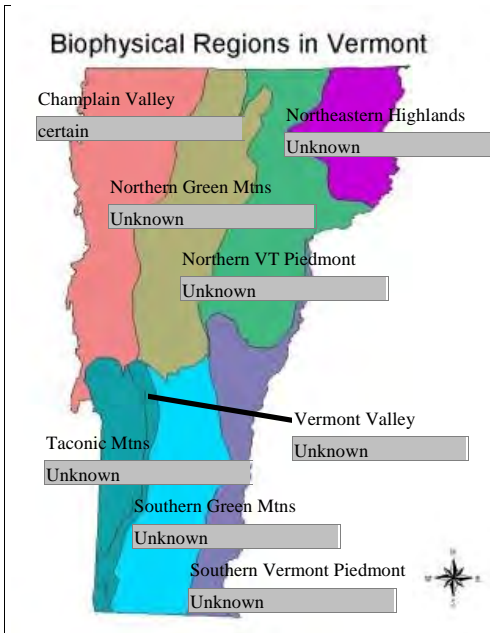 Biophysical Regions in Vermont
Champlain Valley
certain
Northeastern Highlands
Unknown
Northern Green Mtns
Unknown
Northern VT Piedmont
Unknown
Vermont Valley
Unknown
Taconic Mtns
Unknown
Southern Green Mtns
Unknown
Southern Vermont Piedmont
Unknown